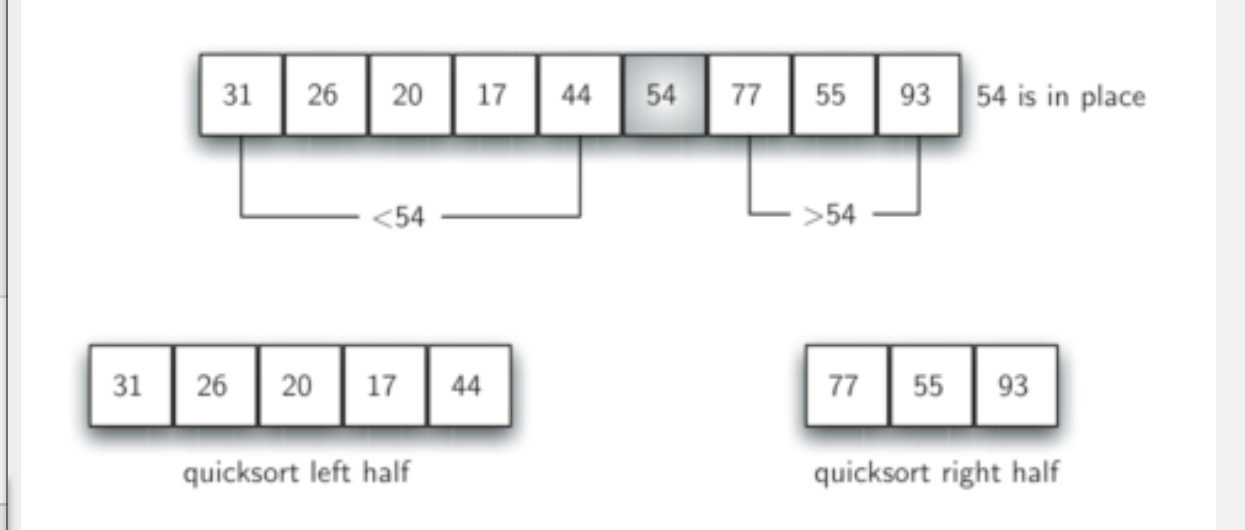 31 26 20 17 44 54 77 55 93 54 is in place
<54 >54
31 26 20 17 44 77 55 93
quicksort left half quicksort right half